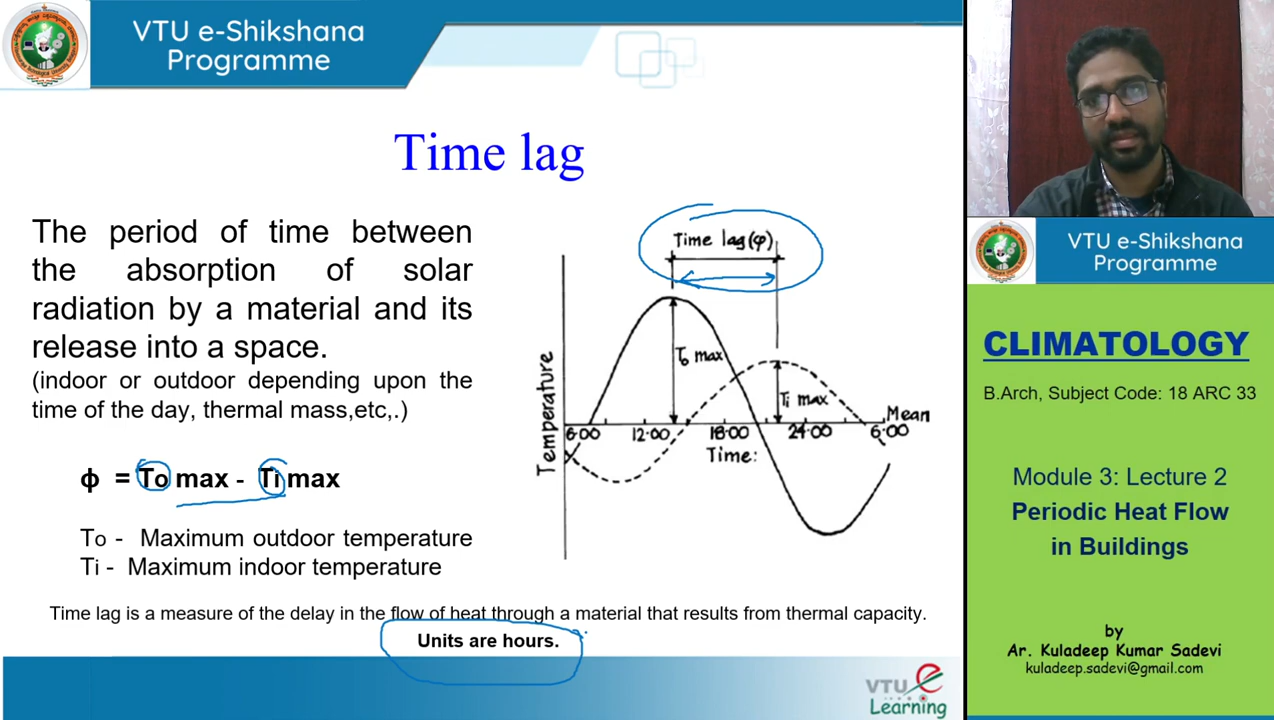 VTU e-Shikshana
Programme
Time lag
The period of time between
the absorption of solar
radiation by a material and its
release into a space.
(indoor or outdoor depending upon the
time of the day, thermal mass,etc,.)
ϕ = To max - Ti max
To - Maximum outdoor temperature
Ti - Maximum indoor temperature
Time lag (φ)
To max
Ti max
Temperature
Mean
6:00
12:00
18:00
24:00
6:00
Time:
Time lag is a measure of the delay in the flow of heat through a material that results from thermal capacity.
Units are hours.
VTU e
Learning
VTU e-Shikshana
Programme
CLIMATOLOGY
B.Arch, Subject Code: 18 ARC 33
Module 3: Lecture 2
Periodic Heat Flow
in Buildings
by
Ar. Kuladeep Kumar Sadevi
kuladeep.sadevi@gmail.com